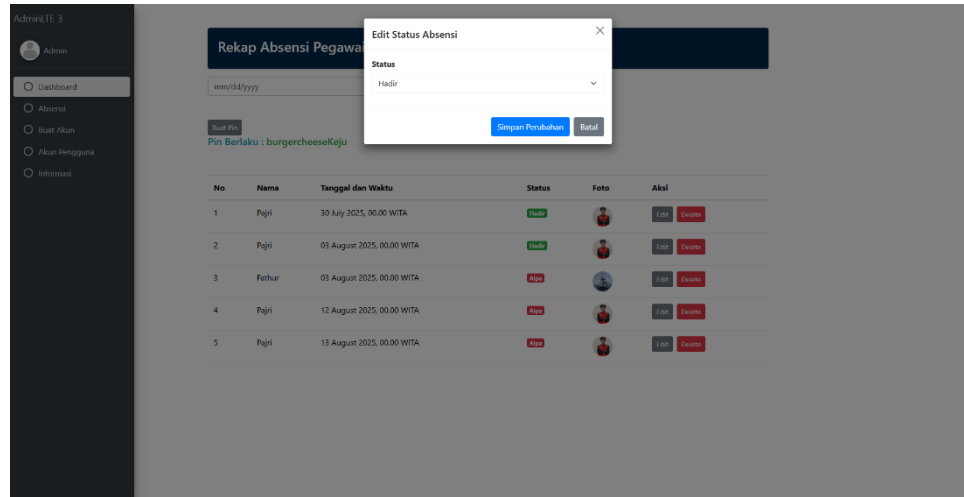 AdminLTE 3
Admin
Dashboard
Absensi
Buat Akun
Akun Pengguna
Informasi
Rekap Absensi Pegawai
mm/dd/yyyy
Buat Pin
Pin Berlaku : burgercheeseKeju
Edit Status Absensi
Status
Hadir
Simpan Perubahan Batal
No Nama Tanggal dan Waktu Status Foto Aksi
1 Pajri 30 July 2025, 00.00 WITA Hadir Edit Delete
2 Pajri 03 August 2025, 00.00 WITA Hadir Edit Delete
3 Fathur 03 August 2025, 00.00 WITA Alpa Edit Delete
4 Pajri 12 August 2025, 00.00 WITA Alpa Edit Delete
5 Pajri 13 August 2025, 00.00 WITA Alpa Edit Delete